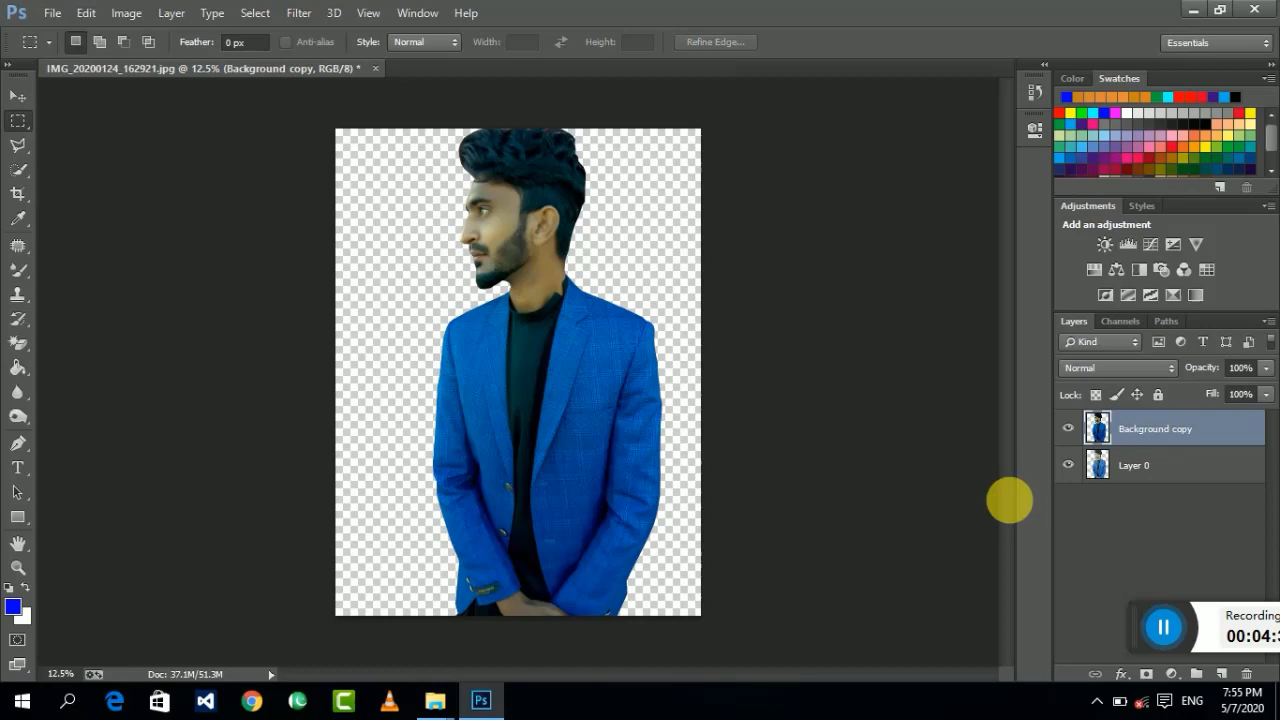 Ps File Edit Image Layer Type Select Filter 3D View Window Help
Feather: 0 px Anti-alias Style: Normal Width: Height: Refine Edge... Essentials
IMG_20200124_162921.jpg @ 12.5% (Background copy, RGB/8) * ×
Color Swatches
Adjustments Styles
Add an adjustment
Layers Channels Paths
Kind
Normal Opacity: 100%
Lock: Fill: 100%
Background copy
Layer 0
Recording
00:04:3
12.5% Doc: 37.1M/51.3M
Ps ENG 7:55 PM
5/7/2020